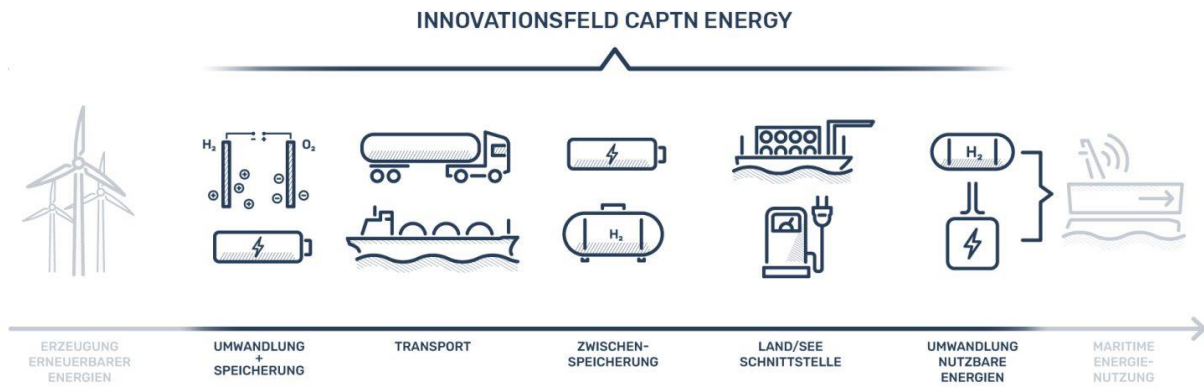 INNOVATIONSFELD CAPTN ENERGY
H₂
O₂
H₂
H₂
ERZEUGUNG
ERNEUERBARER
ENERGIEN
UMWANDLUNG
+
SPEICHERUNG
TRANSPORT
ZWISCHEN-
SPEICHERUNG
LAND/SEE
SCHNITTSTELLE
UMWANDLUNG
NUTZBARE
ENERGIEN
MARITIME
ENERGIE-
NUTZUNG